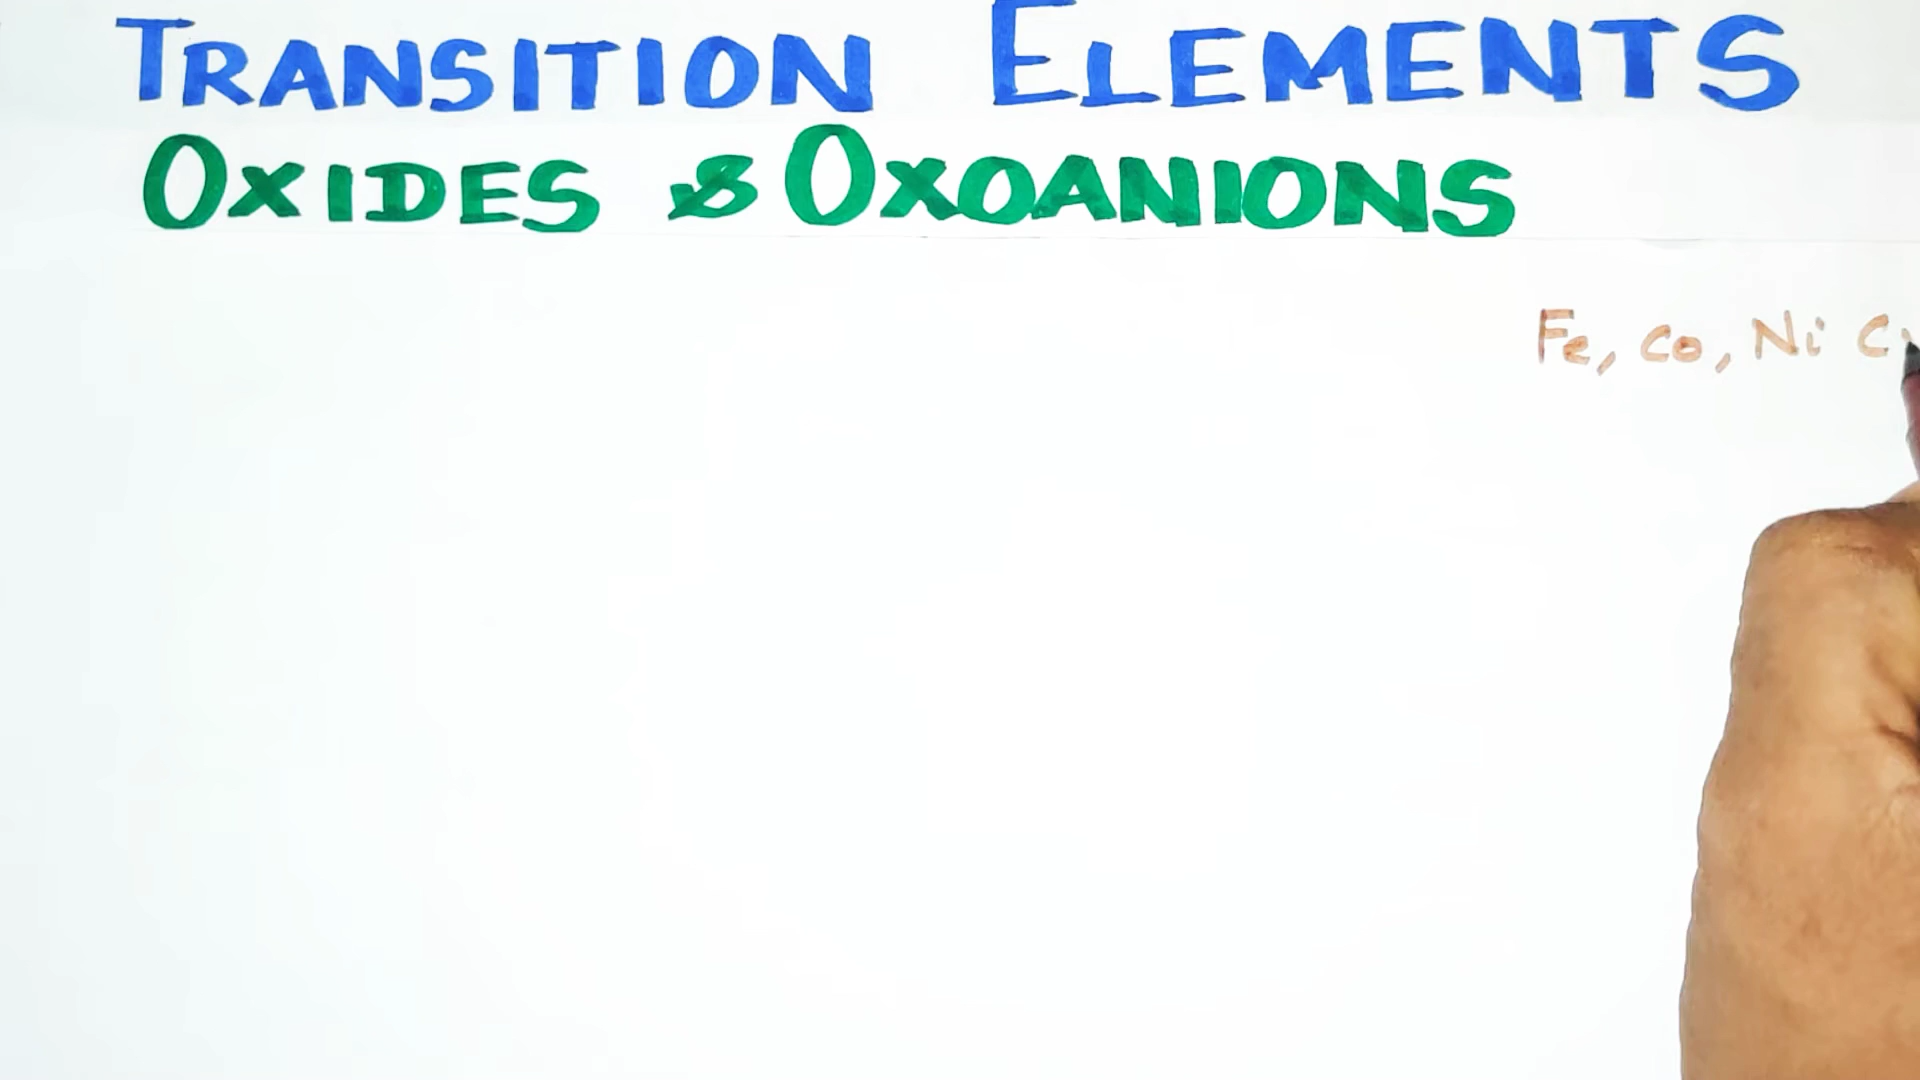 TRANSITION ELEMENTS
OXIDES & OXOANIONS
Fe, Co, Ni